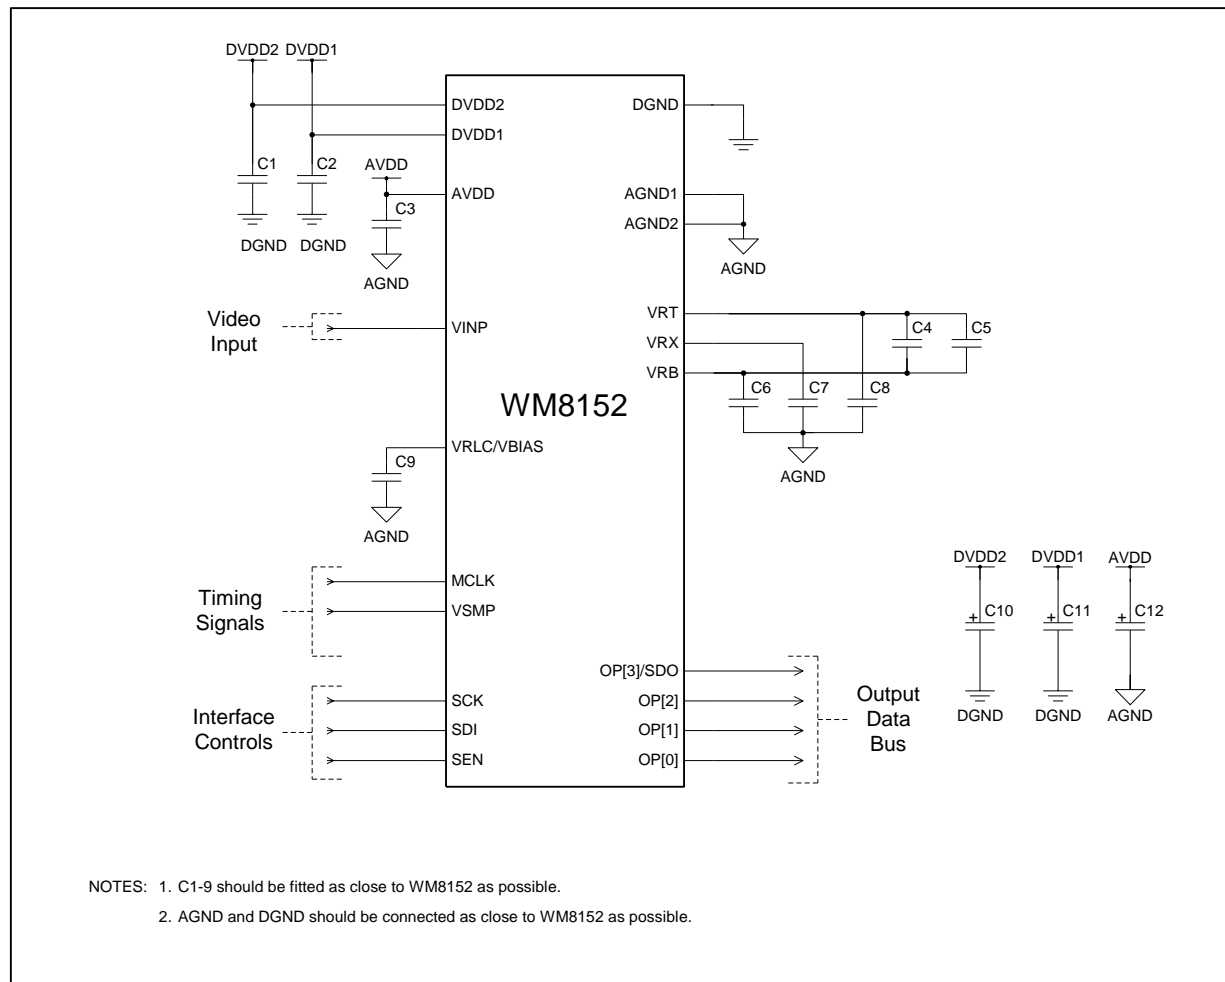 DVDD2 DVDD1
DVDD2
DVDD1
C1
C2
DGND
DGND
AVDD
AVDD
C3
AGND
Video
Input
VINP
WM8152
VRLC/VBIAS
C9
AGND
Timing
Signals
MCLK
VSMP
Interface
Controls
SCK
SDI
SEN
DGND
AGND1
AGND2
AGND
VRT
VRX
VRB
C4
C5
C6
C7
C8
AGND
OP[3]/SDO
OP[2]
OP[1]
OP[0]
Output
Data
Bus
DVDD2
DVDD1
AVDD
+ C10
+ C11
+ C12
DGND
DGND
AGND
NOTES: 1. C1-9 should be fitted as close to WM8152 as possible.
2. AGND and DGND should be connected as close to WM8152 as possible.